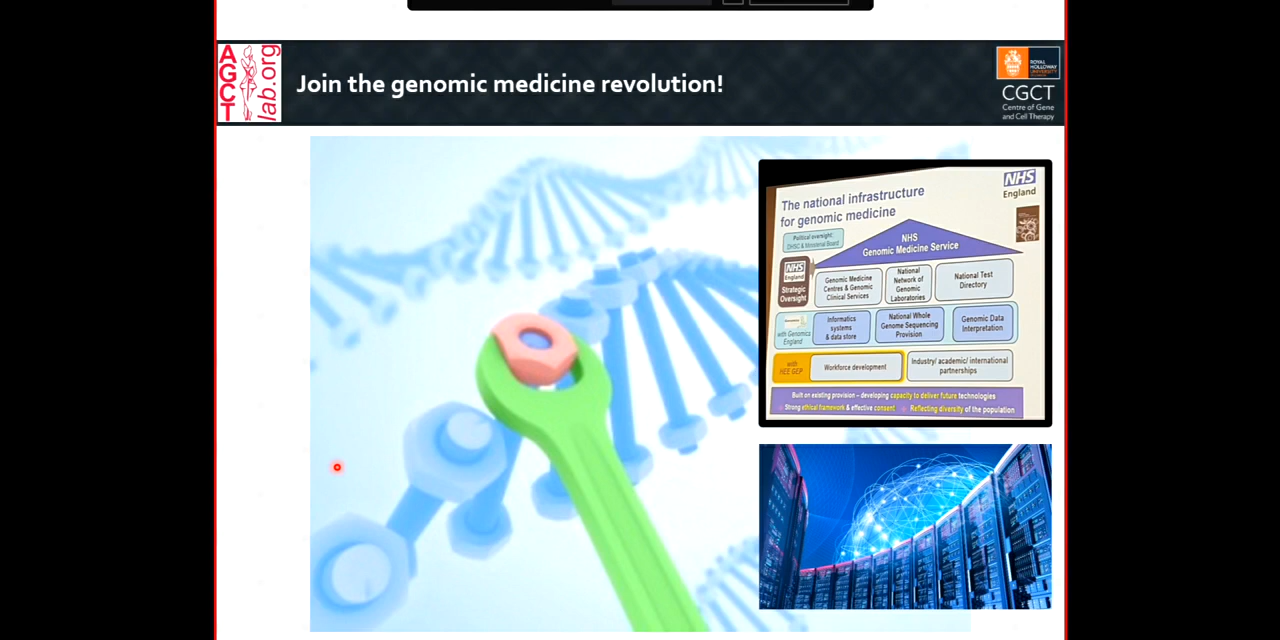 AGCT
lab.org
Join the genomic medicine revolution!
ROYAL
HOLLOWAY
UNIVERSITY
CGCT
Centre of Gene
and Cell Therapy
NHS
England
The national infrastructure
for genomic medicine
Political oversight:
DHSC & Ministerial Board
NHS
Genomic Medicine Service
NHS
England
Strategic
Oversight
Genomic Medicine
Centres & Genomic
Clinical Services
National
Network of
Genomic
Laboratories
National Test
Directory
with Genomics
England
Informatics
systems
& data store
National Whole
Genome Sequencing
Provision
Genomic Data
Interpretation
with
HEE GEP
Workforce development
Industry/ academic/ international
partnerships
Built on existing provision – developing capacity to deliver future technologies
Strong ethical framework & effective consent
Reflecting diversity of the population